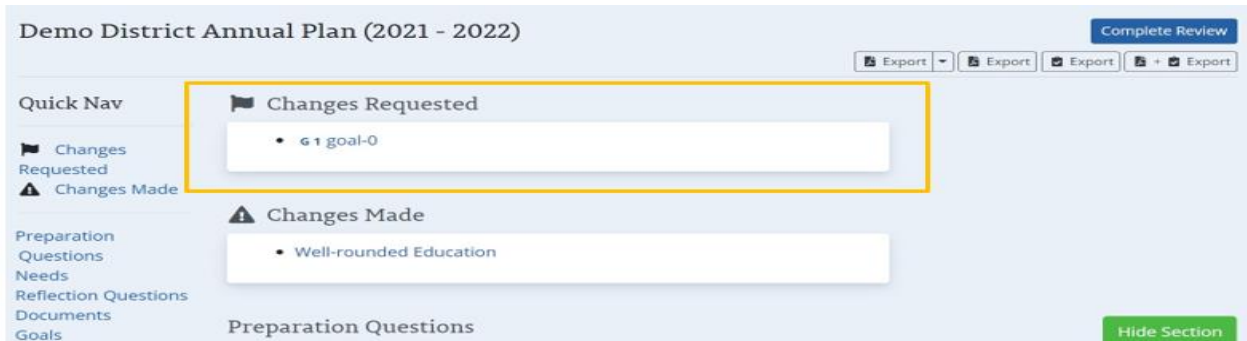 Demo District Annual Plan (2021 - 2022)
Complete Review
Export
Export
Export
+ Export
Quick Nav
Changes
Requested
Changes Made
Preparation
Questions
Needs
Reflection Questions
Documents
Goals
Changes Requested
G 1 goal-0
Changes Made
Well-rounded Education
Preparation Questions
Hide Section